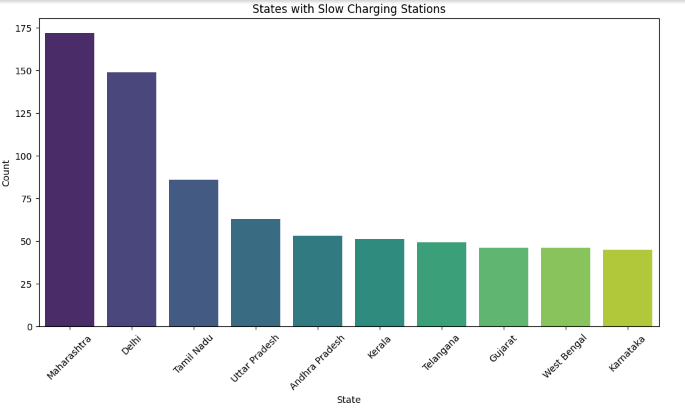 States with Slow Charging Stations
175
150
125
100
75
50
25
0
Count
Maharashtra
Delhi
Tamil Nadu
Uttar Pradesh
Andhra Pradesh
Kerala
Telangana
Gujarat
West Bengal
Karnataka
State